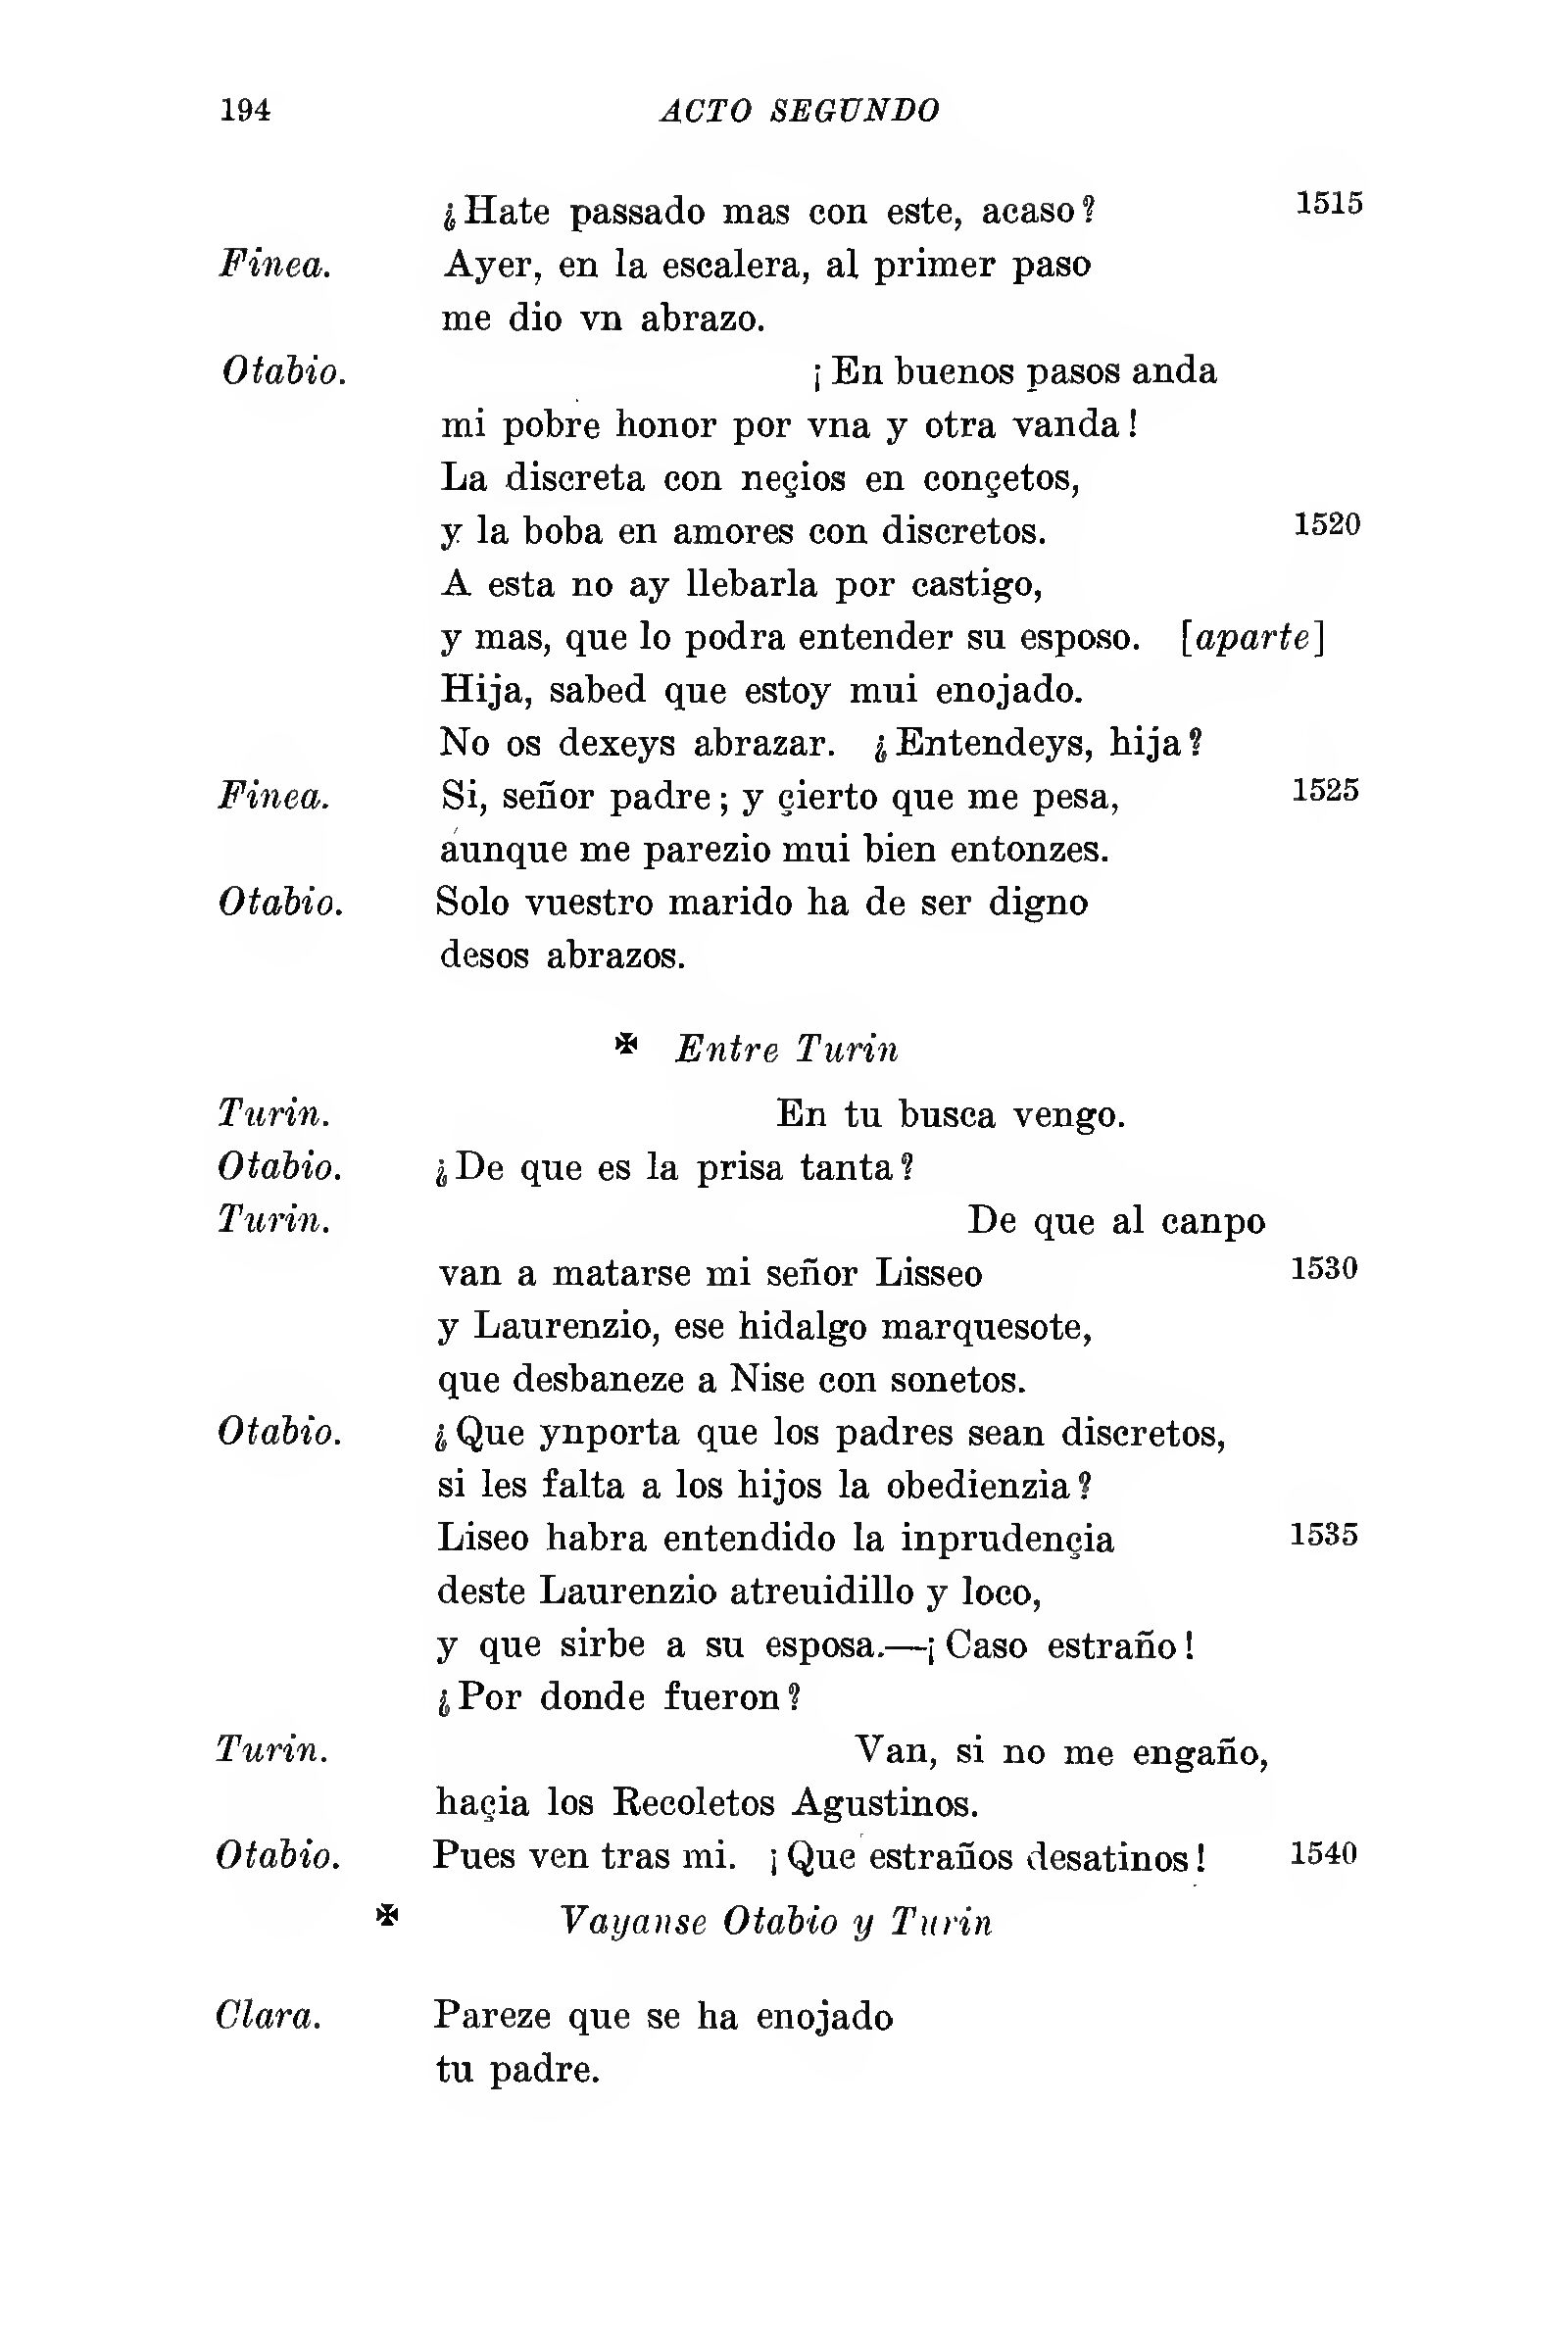 194 ACTO SEGUNDO
¿Hate passado mas con este, acaso? 1515
Finea. Ayer, en la escalera, al primer paso
me dio vn abrazo.
Otabio. ¡En buenos pasos anda
mi pobre honor por vna y otra vanda!
La discreta con neçios en conçetos,
y la boba en amores con discretos. 1520
A esta no ay llebarla por castigo,
y mas, que lo podra entender su esposo. [aparte]
Hija, sabed que estoy mui enojado.
No os dexeys abrazar. ¿Entendeys, hija?
Finea. Si, señor padre; y çierto que me pesa, 1525
aunque me parezio mui bien entonzes.
Otabio. Solo vuestro marido ha de ser digno
desos abrazos.
✠ Entre Turin
Turin. En tu busca vengo.
Otabio. ¿De que es la prisa tanta?
Turin. De que al canpo
van a matarse mi señor Lisseo 1530
y Laurenzio, ese hidalgo marquesote,
que desbaneze a Nise con sonetos.
Otabio. ¿Que ynporta que los padres sean discretos,
si les falta a los hijos la obedienzia?
Liseo habra entendido la inprudençia 1535
deste Laurenzio atreuidillo y loco,
y que sirbe a su esposa.—¡Caso estraño!
¿Por donde fueron?
Turin. Van, si no me engaño,
haçia los Recoletos Agustinos.
Otabio. Pues ven tras mi. ¡Que estraños desatinos! 1540
✠ Vayanse Otabio y Turin
Clara. Pareze que se ha enojado
tu padre.